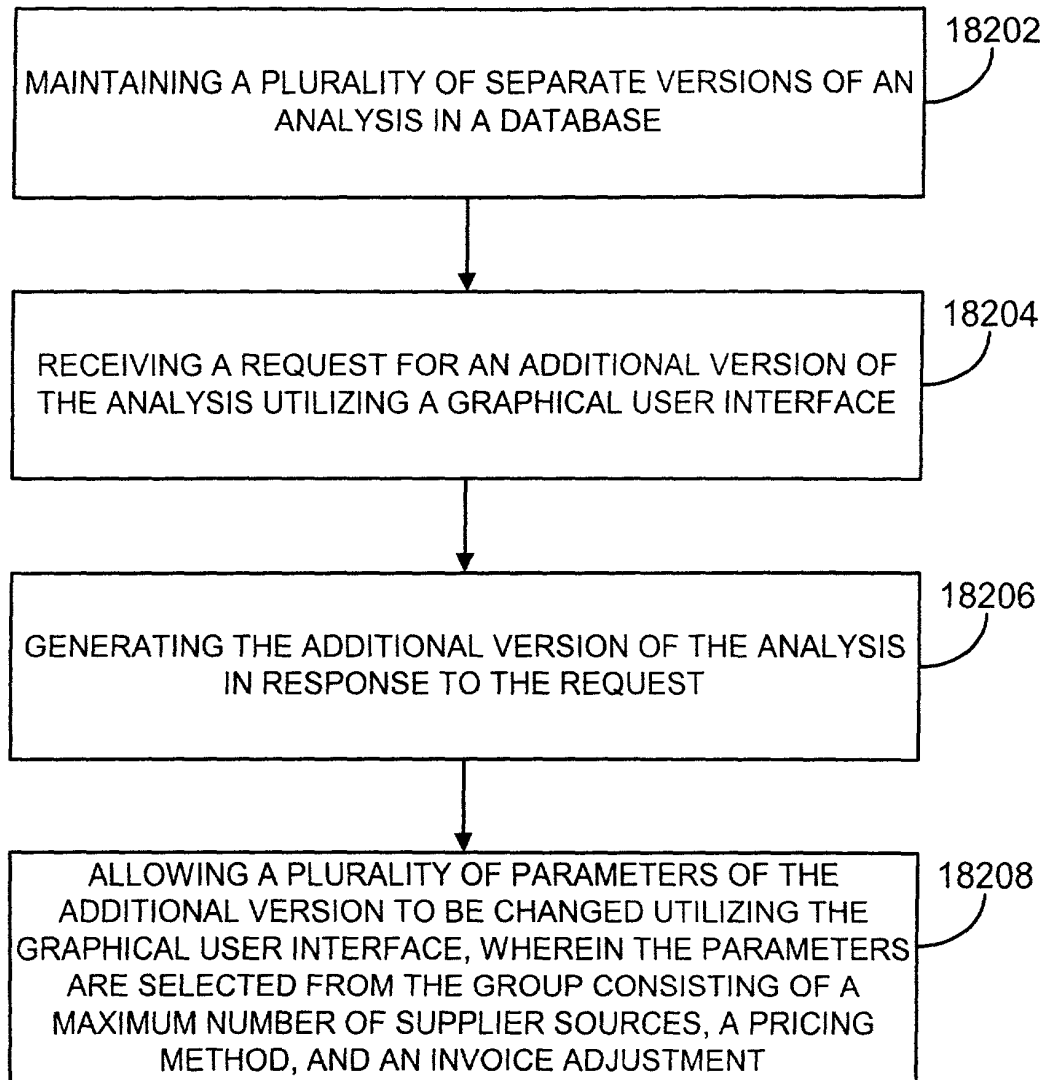 18202
MAINTAINING A PLURALITY OF SEPARATE VERSIONS OF AN
ANALYSIS IN A DATABASE
18204
RECEIVING A REQUEST FOR AN ADDITIONAL VERSION OF
THE ANALYSIS UTILIZING A GRAPHICAL USER INTERFACE
18206
GENERATING THE ADDITIONAL VERSION OF THE ANALYSIS
IN RESPONSE TO THE REQUEST
18208
ALLOWING A PLURALITY OF PARAMETERS OF THE
ADDITIONAL VERSION TO BE CHANGED UTILIZING THE
GRAPHICAL USER INTERFACE, WHEREIN THE PARAMETERS
ARE SELECTED FROM THE GROUP CONSISTING OF A
MAXIMUM NUMBER OF SUPPLIER SOURCES, A PRICING
METHOD, AND AN INVOICE ADJUSTMENT